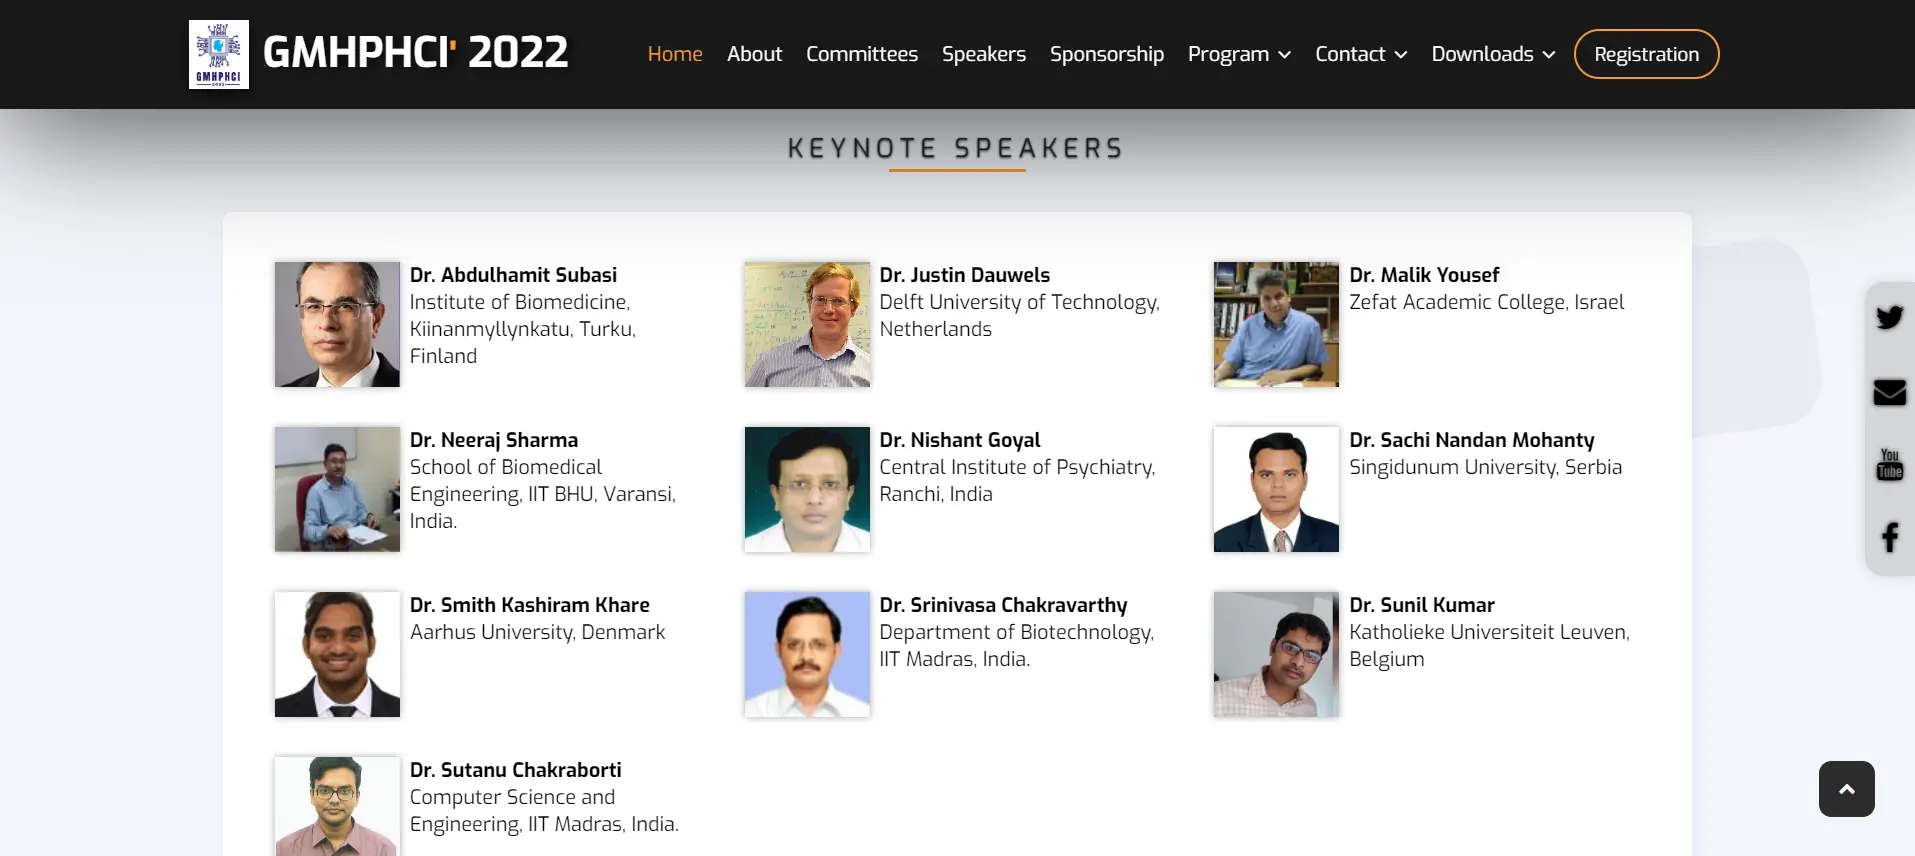 GMHPHCI
2022
GMHPHCI' 2022
Home
About
Committees
Speakers
Sponsorship
Program
Contact
Downloads
Registration
KEYNOTE SPEAKERS
Dr. Abdulhamit Subasi
Institute of Biomedicine,
Kiinanmyllynkatu, Turku,
Finland
Dr. Justin Dauwels
Delft University of Technology,
Netherlands
Dr. Malik Yousef
Zefat Academic College, Israel
Dr. Neeraj Sharma
School of Biomedical
Engineering, IIT BHU, Varansi,
India.
Dr. Nishant Goyal
Central Institute of Psychiatry,
Ranchi, India
Dr. Sachi Nandan Mohanty
Singidunum University, Serbia
Dr. Smith Kashiram Khare
Aarhus University, Denmark
Dr. Srinivasa Chakravarthy
Department of Biotechnology,
IIT Madras, India.
Dr. Sunil Kumar
Katholieke Universiteit Leuven,
Belgium
Dr. Sutanu Chakraborti
Computer Science and
Engineering, IIT Madras, India.
You
Tube